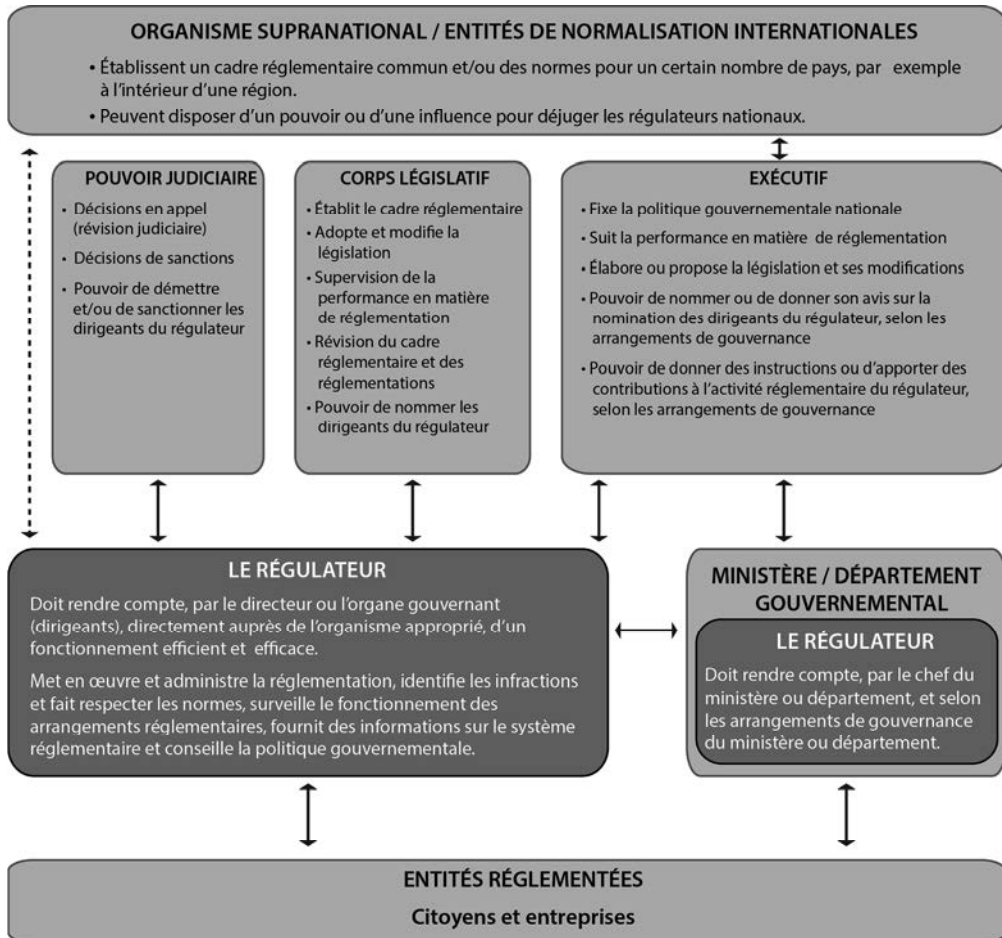 ORGANISME SUPRANATIONAL / ENTITÉS DE NORMALISATION INTERNATIONALES
• Établissent un cadre réglementaire commun et/ou des normes pour un certain nombre de pays, par exemple
à l'intérieur d'une région.
• Peuvent disposer d'un pouvoir ou d'une influence pour déjuger les régulateurs nationaux.
POUVOIR JUDICIAIRE
• Décisions en appel
(révision judiciaire)
• Décisions de sanctions
• Pouvoir de démettre
et/ou de sanctionner les
dirigeants du régulateur
CORPS LÉGISLATIF
• Établit le cadre réglementaire
• Adopte et modifie la
législation
• Supervision de la
performance en matière
de réglementation
• Révision du cadre
réglementaire et des
réglementations
• Pouvoir de nommer les
dirigeants du régulateur
EXÉCUTIF
• Fixe la politique gouvernementale nationale
• Suit la performance en matière de réglementation
• Élabore ou propose la législation et ses modifications
• Pouvoir de nommer ou de donner son avis sur la
nomination des dirigeants du régulateur, selon les
arrangements de gouvernance
• Pouvoir de donner des instructions ou d'apporter des
contributions à l'activité réglementaire du régulateur,
selon les arrangements de gouvernance
LE RÉGULATEUR
Doit rendre compte, par le directeur ou l'organe gouvernant
(dirigeants), directement auprès de l'organisme approprié, d'un
fonctionnement efficient et efficace.
Met en œuvre et administre la réglementation, identifie les infractions
et fait respecter les normes, surveille le fonctionnement des
arrangements réglementaires, fournit des informations sur le système
réglementaire et conseille la politique gouvernementale.
MINISTÈRE / DÉPARTEMENT
GOUVERNEMENTAL
LE RÉGULATEUR
Doit rendre compte, par le chef du
ministère ou département, et selon
les arrangements de gouvernance
du ministère ou département.
ENTITÉS RÉGLEMENTÉES
Citoyens et entreprises